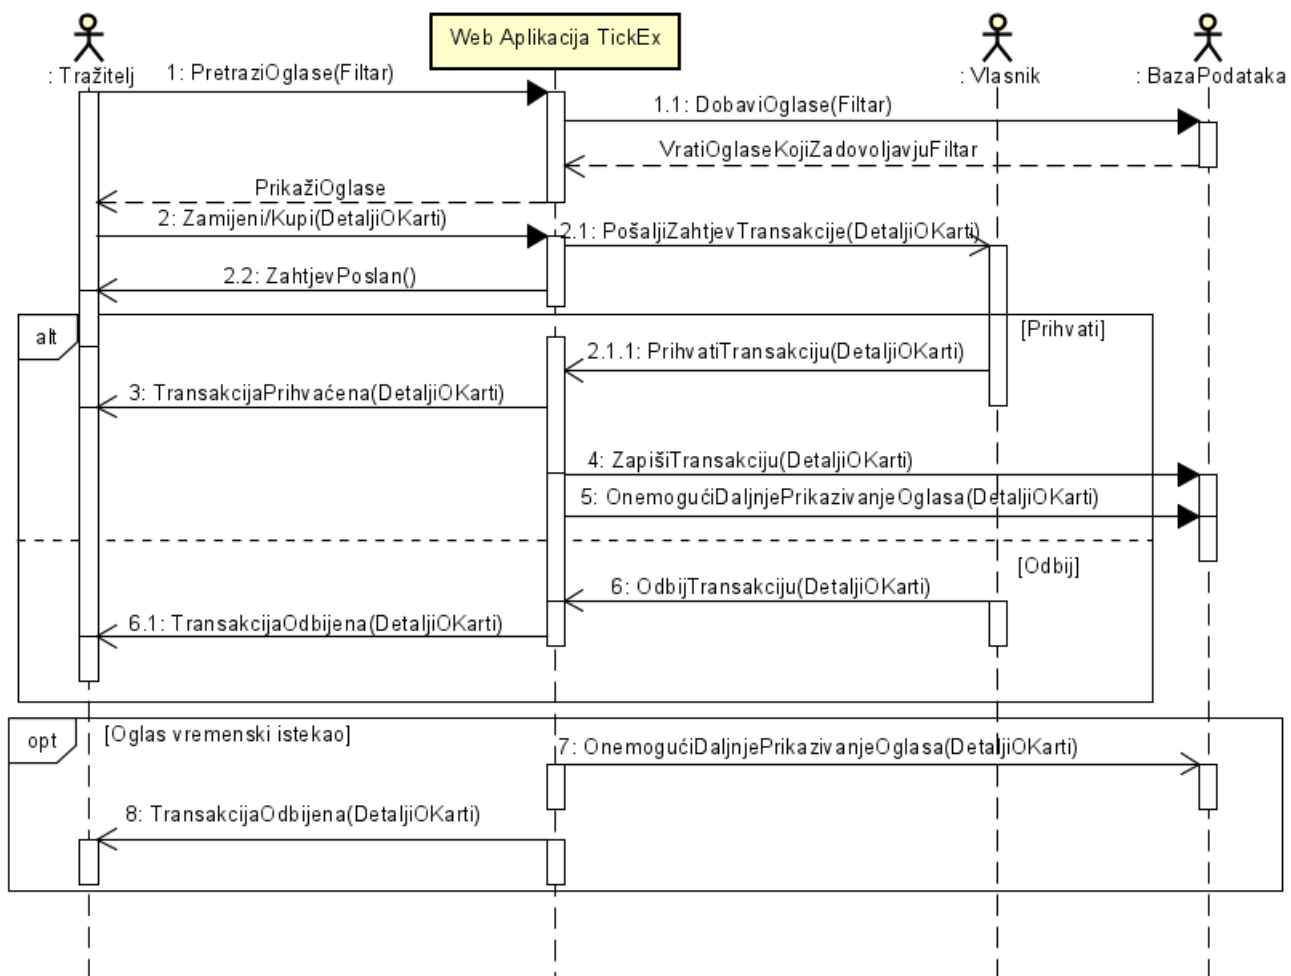 Web Aplikacija TickEx
: Tražitelj
: Vlasnik
: BazaPodataka
1: PretraziOglase(Filtar)
1.1: DobaviOglase(Filtar)
VratiOglaseKojiZadovoljavjuFiltar
PrikažiOglase
2: Zamijeni/Kupi(DetaljiOKarti)
2.1: PošaljiZahtjevTransakcije(DetaljiOKarti)
2.2: ZahtjevPoslan()
alt
[Prihvati]
2.1.1: PrihvatiTransakciju(DetaljiOKarti)
3: TransakcijaPrihvaćena(DetaljiOKarti)
4: ZapišiTransakciju(DetaljiOKarti)
5: OnemogućiDaljnjePrikazivanjeOglasa(DetaljiOKarti)
[Odbij]
6: OdbijTransakciju(DetaljiOKarti)
6.1: TransakcijaOdbijena(DetaljiOKarti)
opt
[Oglas vremenski istekao]
7: OnemogućiDaljnjePrikazivanjeOglasa(DetaljiOKarti)
8: TransakcijaOdbijena(DetaljiOKarti)